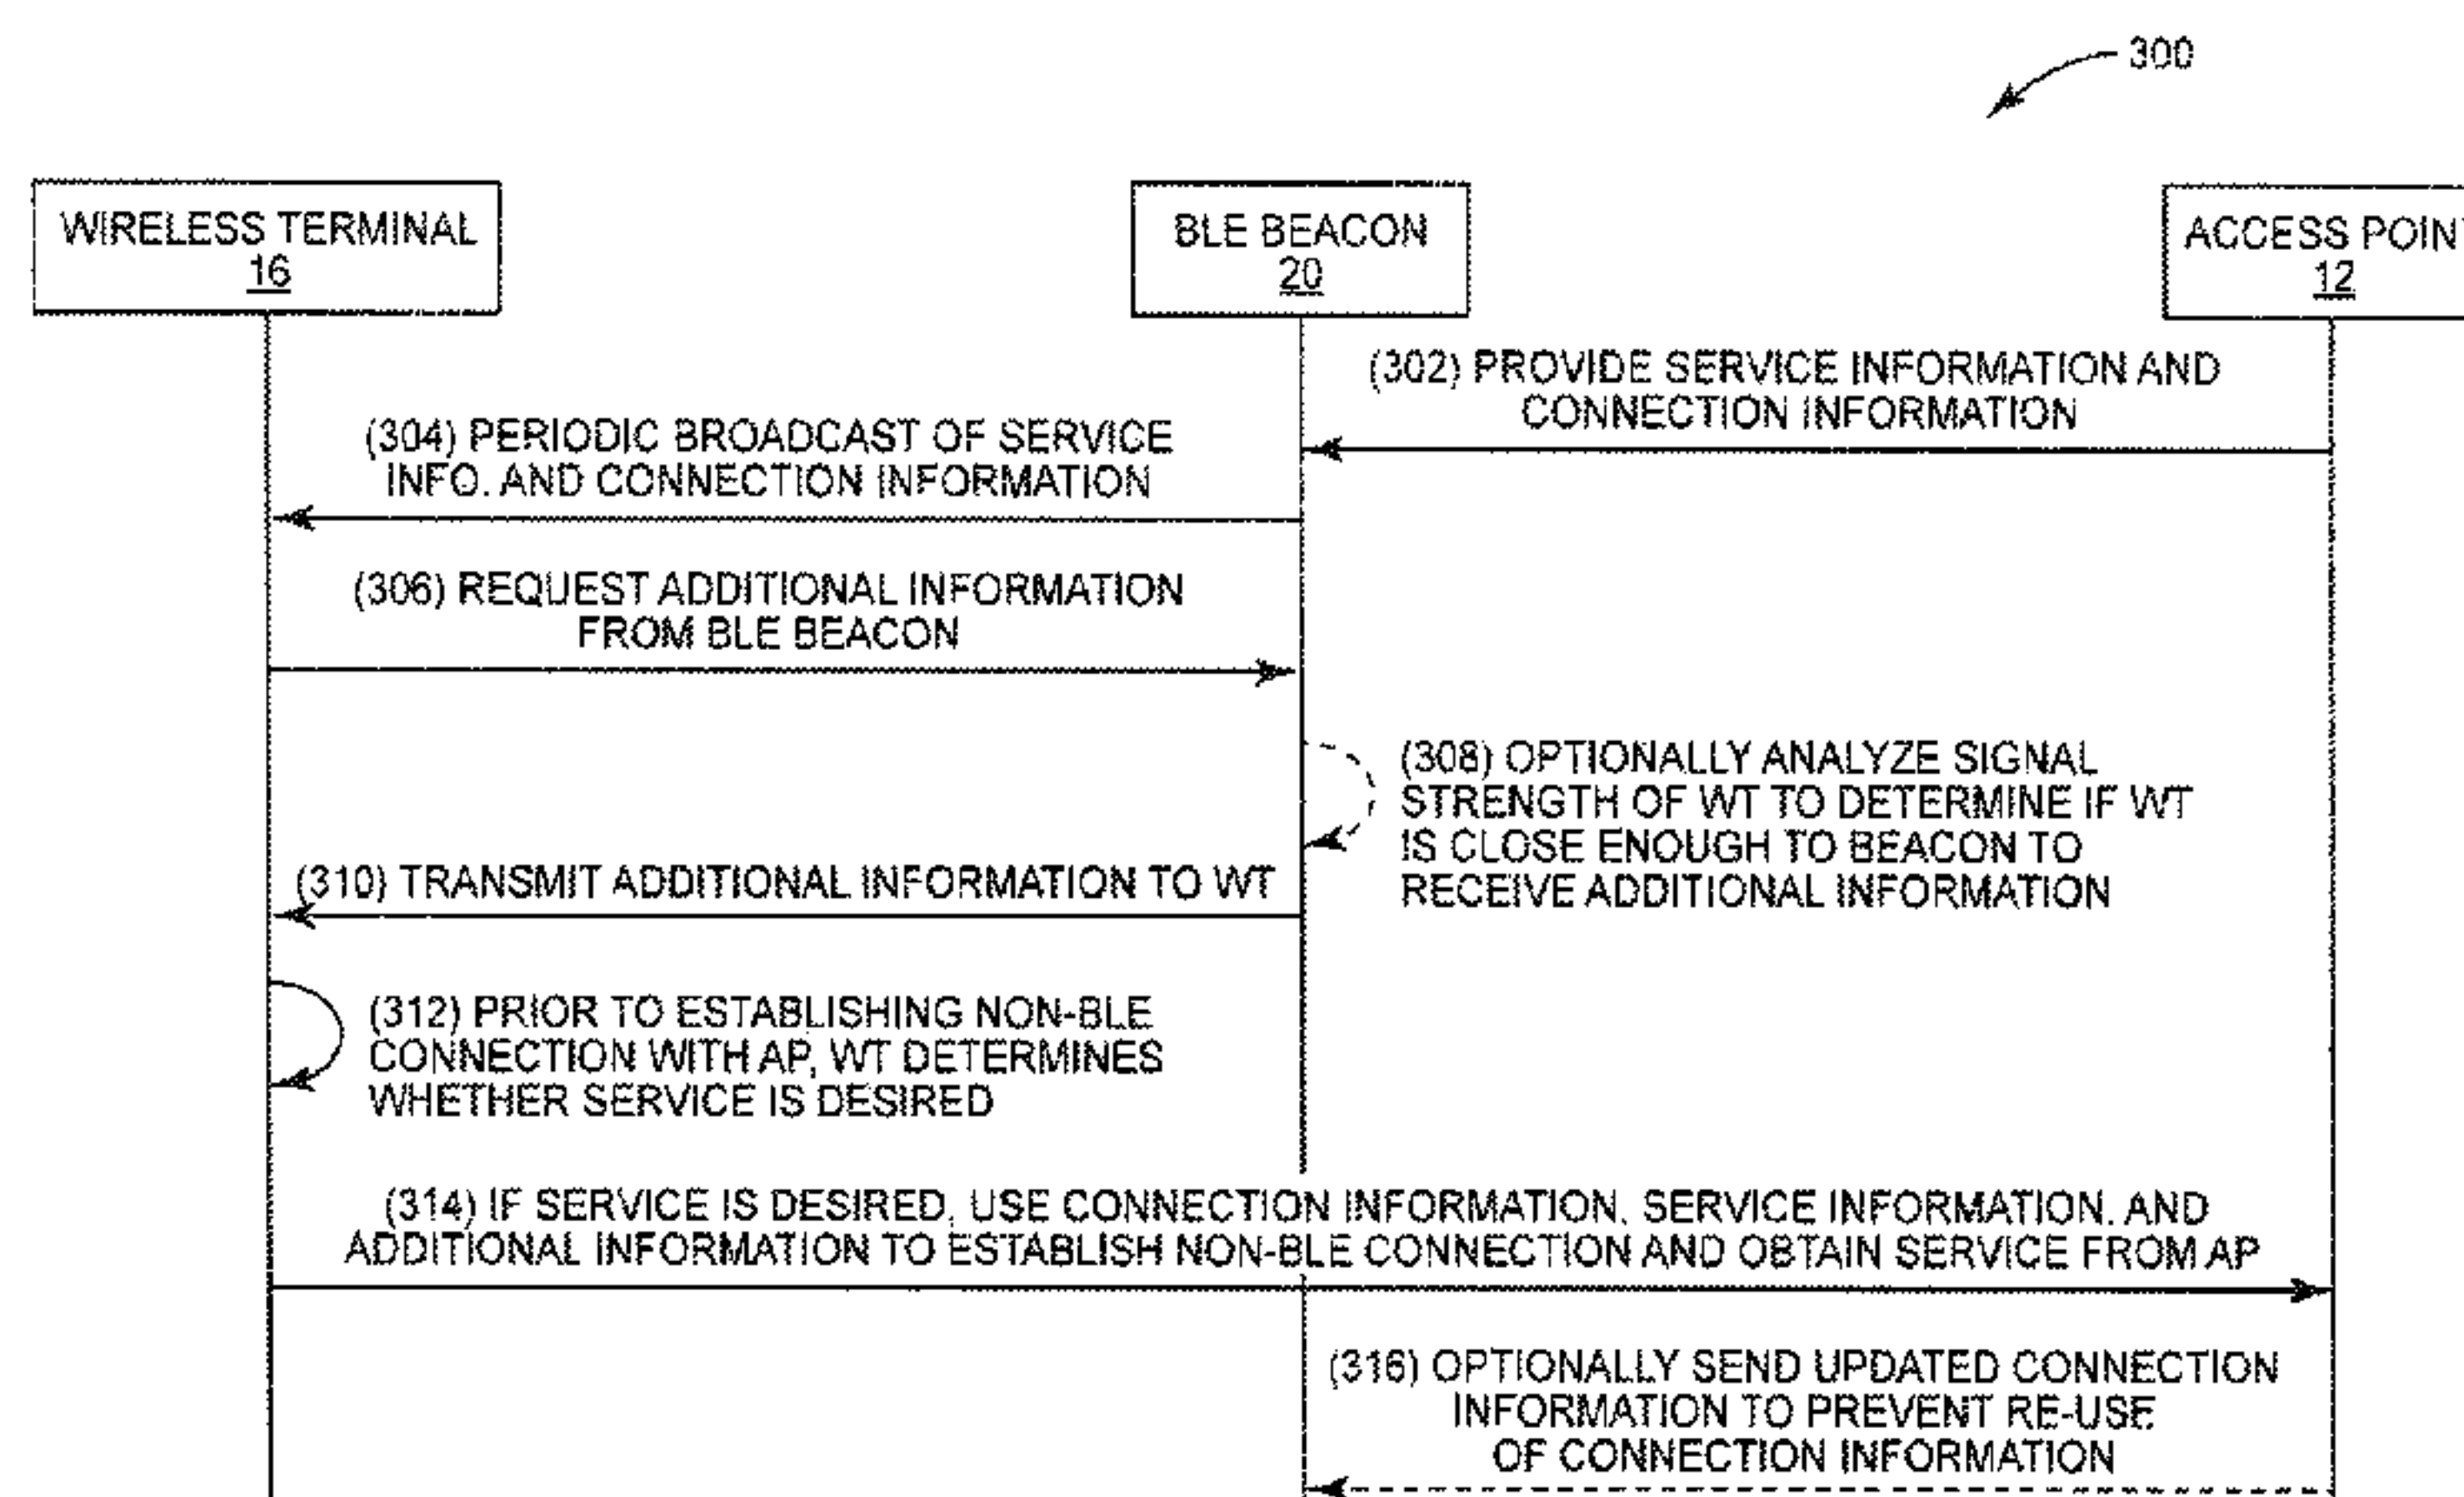 300
WIRELESS TERMINAL
16
BLE BEACON
20
ACCESS POINT
12
(302) PROVIDE SERVICE INFORMATION AND
CONNECTION INFORMATION
(304) PERIODIC BROADCAST OF SERVICE
INFO. AND CONNECTION INFORMATION
(306) REQUEST ADDITIONAL INFORMATION
FROM BLE BEACON
(308) OPTIONALLY ANALYZE SIGNAL
STRENGTH OF WT TO DETERMINE IF WT
IS CLOSE ENOUGH TO BEACON TO
RECEIVE ADDITIONAL INFORMATION
(310) TRANSMIT ADDITIONAL INFORMATION TO WT
(312) PRIOR TO ESTABLISHING NON-BLE
CONNECTION WITH AP, WT DETERMINES
WHETHER SERVICE IS DESIRED
(314) IF SERVICE IS DESIRED, USE CONNECTION INFORMATION, SERVICE INFORMATION, AND
ADDITIONAL INFORMATION TO ESTABLISH NON-BLE CONNECTION AND OBTAIN SERVICE FROM AP
(316) OPTIONALLY SEND UPDATED CONNECTION
INFORMATION TO PREVENT RE-USE
OF CONNECTION INFORMATION